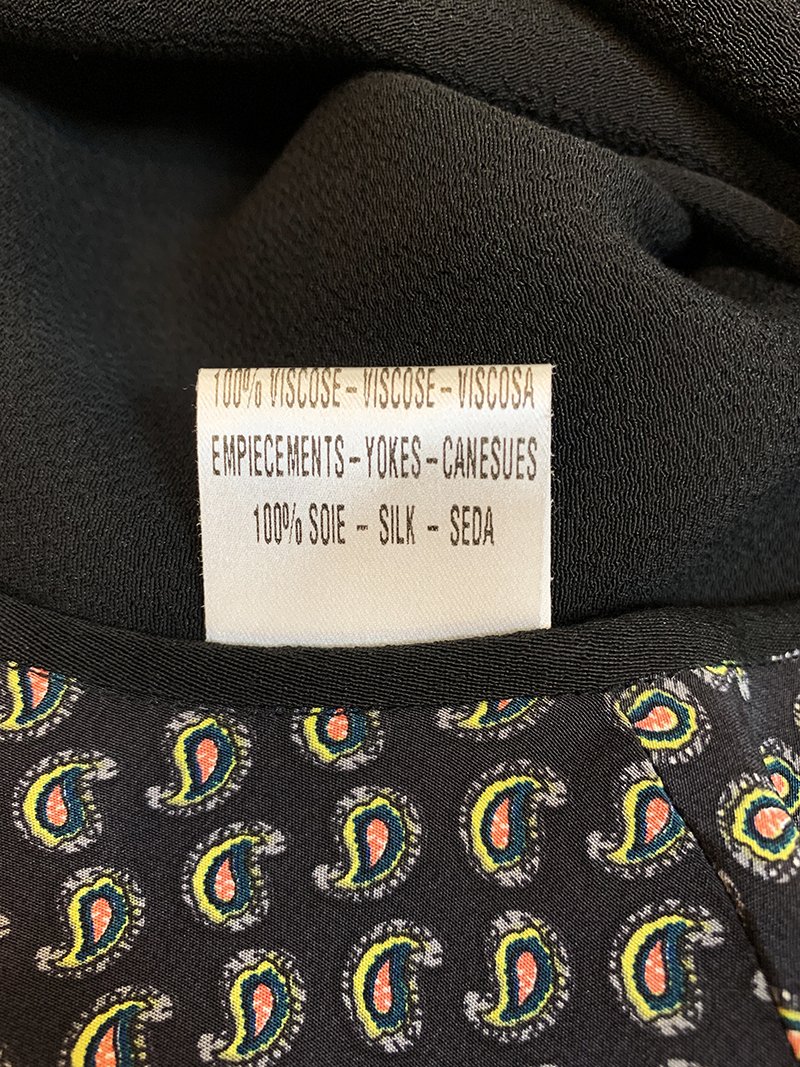 100% VISCOSE - VISCOSE - VISCOSA
EMPIECEMENTS - YOKES - CANESUES
100% SOIE - SILK - SEDA